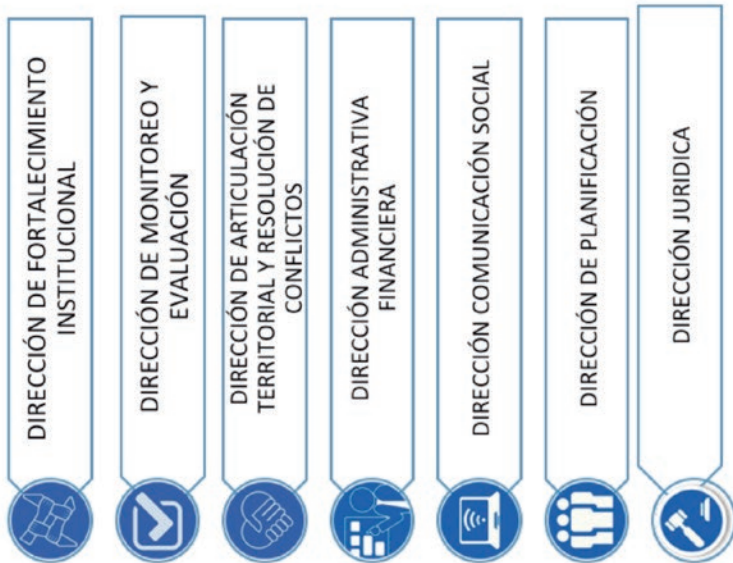 DIRECCIÓN DE FORTALECIMIENTO
INSTITUCIONAL
DIRECCIÓN DE MONITOREO Y
EVALUACIÓN
DIRECCIÓN DE ARTICULACIÓN
TERRITORIAL Y RESOLUCIÓN DE
CONFLICTOS
DIRECCIÓN ADMINISTRATIVA
FINANCIERA
DIRECCIÓN COMUNICACIÓN SOCIAL
DIRECCIÓN DE PLANIFICACIÓN
DIRECCIÓN JURIDICA